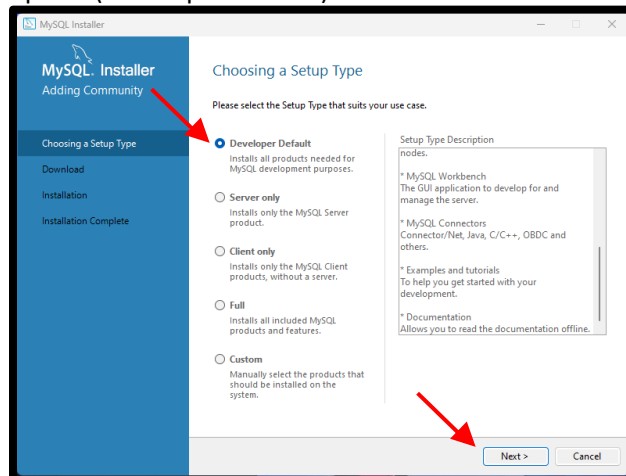 MySQL Installer
MySQL. Installer
Adding Community
Choosing a Setup Type
Download
Installation
Installation Complete
Choosing a Setup Type
Please select the Setup Type that suits your use case.
Developer Default
Installs all products needed for
MySQL development purposes.
Server only
Installs only the MySQL Server
product.
Client only
Installs only the MySQL Client
products, without a server.
Full
Installs all included MySQL
products and features.
Custom
Manually select the products that
should be installed on the
system.
Setup Type Description
nodes.
* MySQL Workbench
The GUI application to develop for and
manage the server.
* MySQL Connectors
Connector/Net, Java, C/C++, OBDC and
others.
* Examples and tutorials
To help you get started with your
development.
* Documentation
Allows you to read the documentation offline.
Next >
Cancel